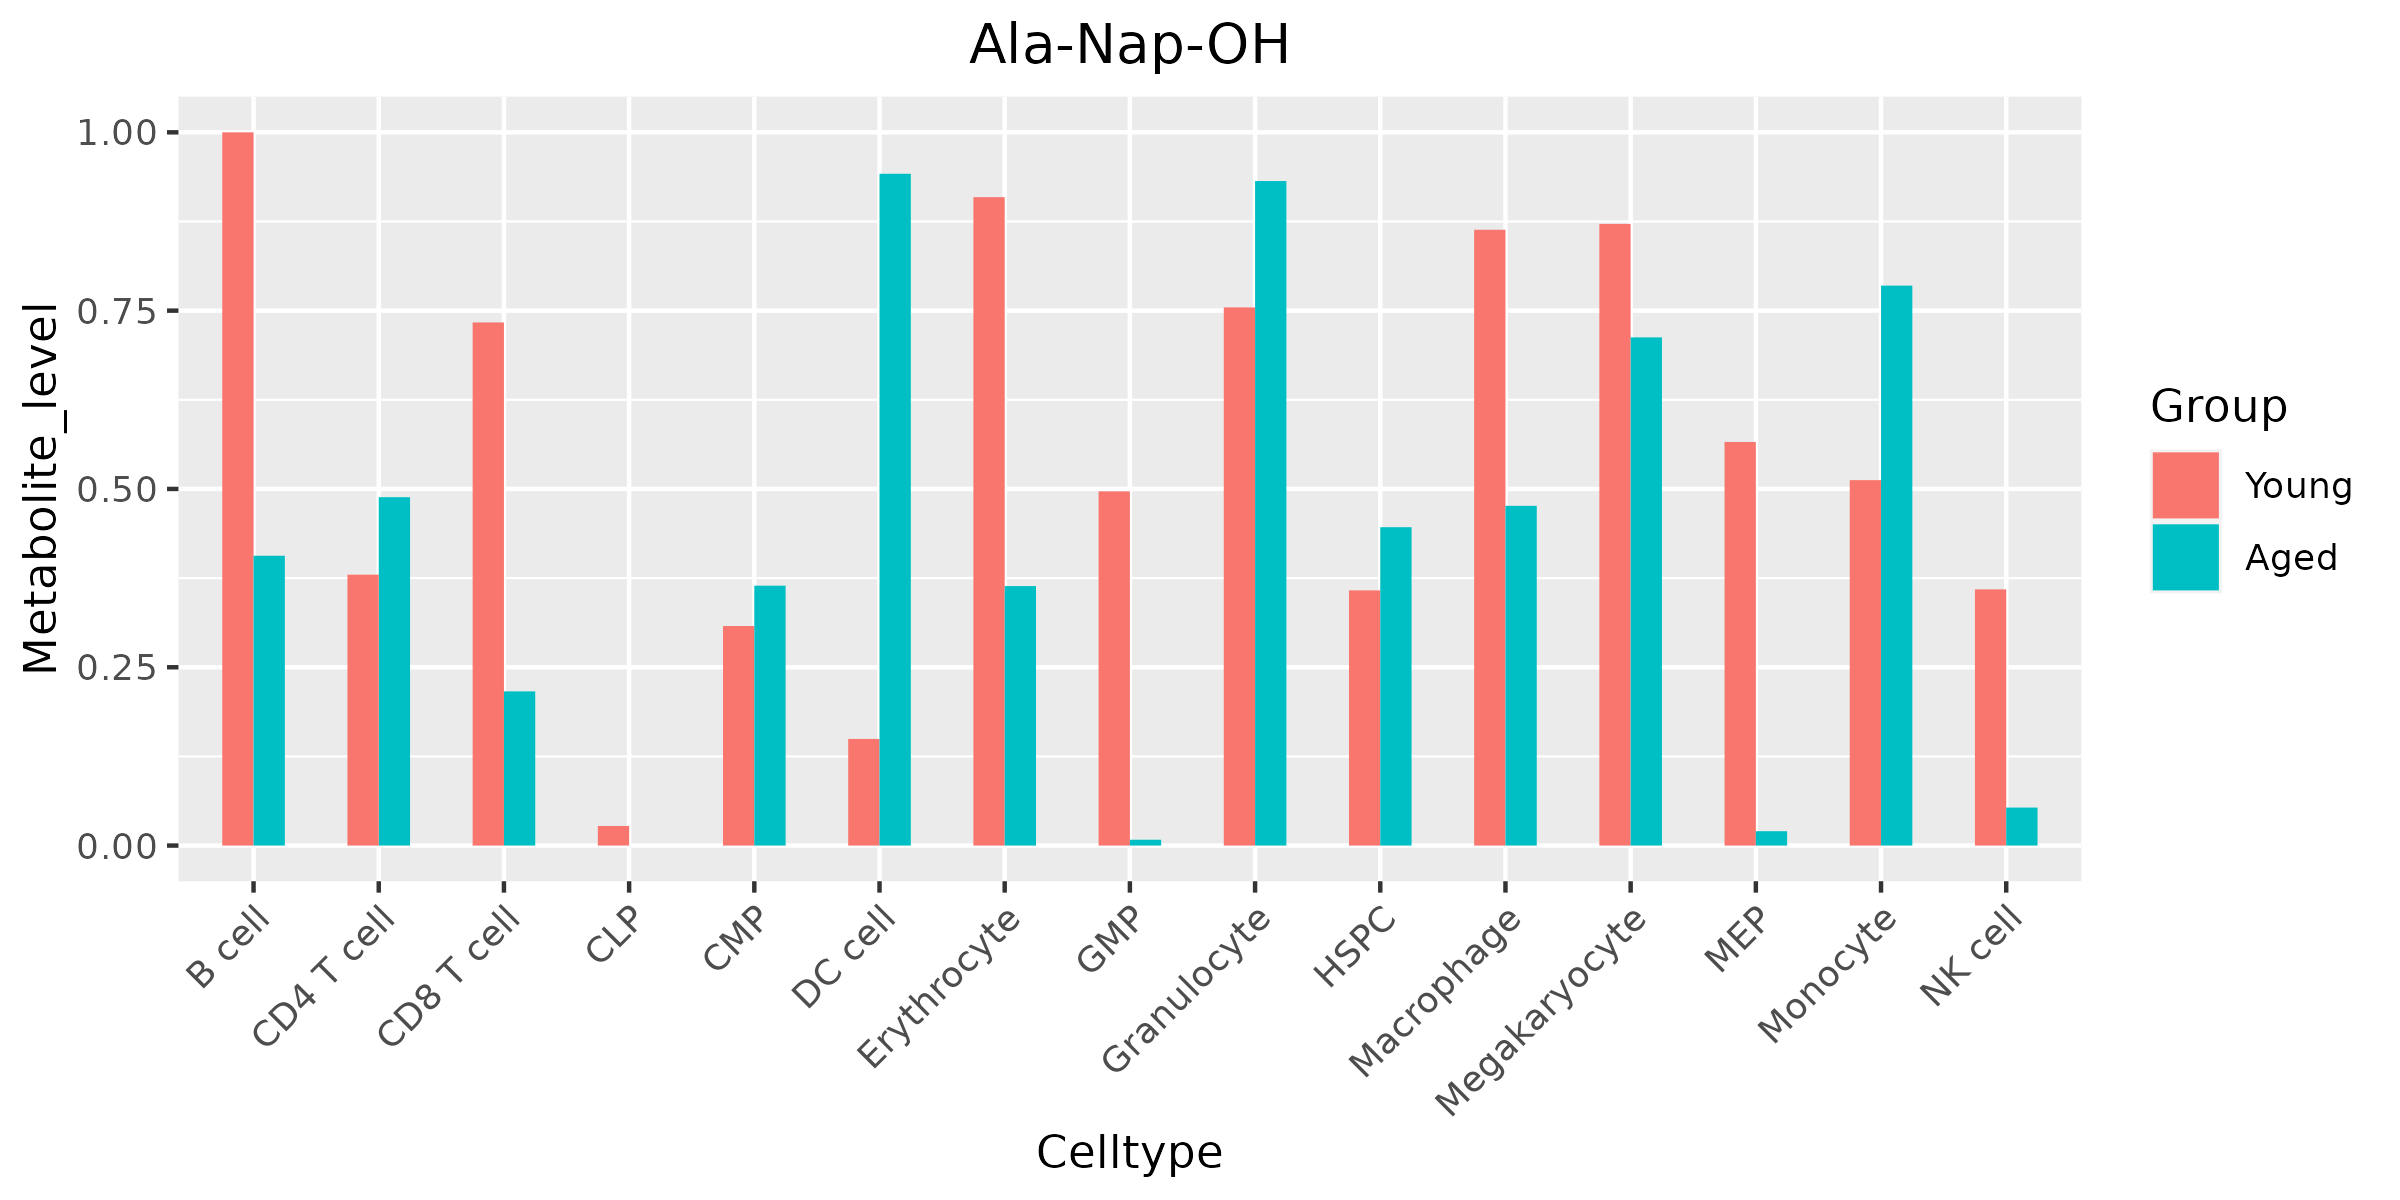 Ala-Nap-OH
Metabolite_level
1.00
0.75
0.50
0.25
0.00
B cell
CD4 T cell
CD8 T cell
CLP
CMP
DC cell
Erythrocyte
GMP
Granulocyte
HSPC
Macrophage
Megakaryocyte
MEP
Monocyte
NK cell
Celltype
Group
Young
Aged